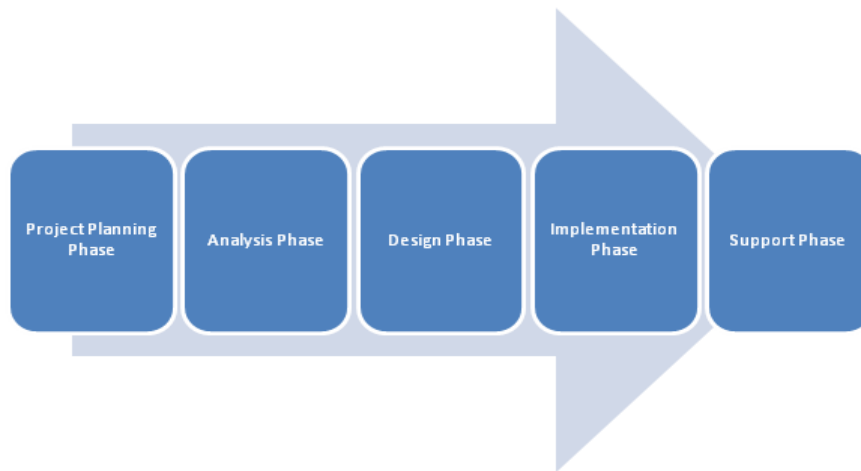 Project Planning
Phase
Analysis Phase
Design Phase
Implementation
Phase
Support Phase